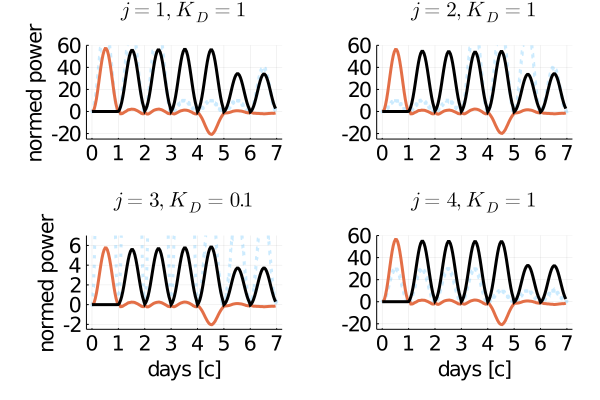 j = 1, K_D = 1
j = 2, K_D = 1
normed power
60
40
20
0
-20
0 1 2 3 4 5 6 7
60
40
20
0
-20
0 1 2 3 4 5 6 7
j = 3, K_D = 0.1
j = 4, K_D = 1
normed power
6
4
2
0
-2
0 1 2 3 4 5 6 7
days [c]
60
40
20
0
-20
0 1 2 3 4 5 6 7
days [c]